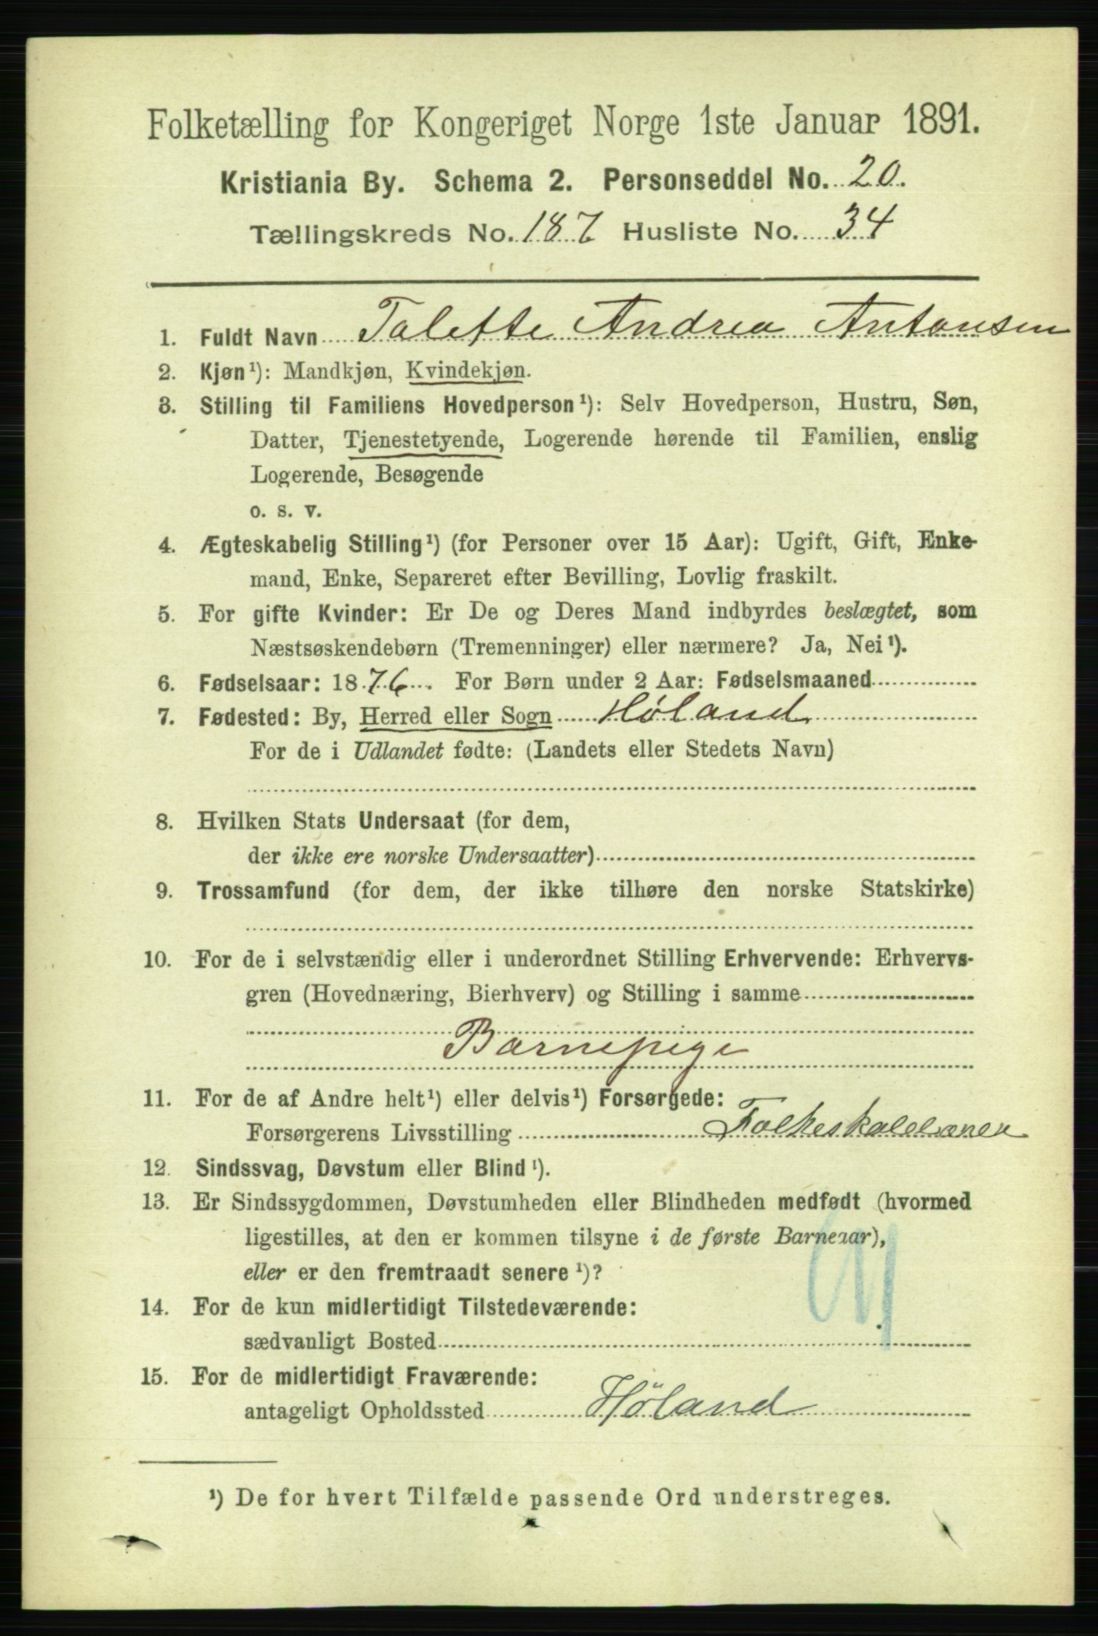 Folketælling for Kongeriget Norge 1ste Januar 1891.
Kristiania By. Schema 2. Personseddel No. 20.
Tællingskreds No. 187 Husliste No. 34
1. Fuldt Navn Talette Andrea Antonsen
2. Kjøn¹): Mandkjøn, Kvindekjøn.
3. Stilling til Familiens Hovedperson¹): Selv Hovedperson, Hustru, Søn,
Datter, Tjenestetyende, Logerende hørende til Familien, enslig
Logerende, Besøgende
o. s. v.
4. Ægteskabelig Stilling¹) (for Personer over 15 Aar): Ugift, Gift, Enke-
mand, Enke, Separeret efter Bevilling, Lovlig fraskilt.
5. For gifte Kvinder: Er De og Deres Mand indbyrdes beslægtet, som
Næstsøskendebørn (Tremenninger) eller nærmere? Ja, Nei¹).
6. Fødselsaar: 1876. For Børn under 2 Aar: Fødselsmaaned
7. Fødested: By, Herred eller Sogn Høland
For de i Udlandet fødte: (Landets eller Stedets Navn)
8. Hvilken Stats Undersaat (for dem,
der ikke ere norske Undersaatter)
9. Trossamfund (for dem, der ikke tilhøre den norske Statskirke)
10. For de i selvstændig eller i underordnet Stilling Erhvervende: Erhvervs-
gren (Hovednæring, Bierhverv) og Stilling i samme
Barnepige
11. For de af Andre helt¹) eller delvis¹) Forsørgede:
Forsørgerens Livsstilling Folkeskolelærer
12. Sindssvag, Døvstum eller Blind¹).
13. Er Sindssygdommen, Døvstumheden eller Blindheden medfødt (hvormed
ligestilles, at den er kommen tilsyne i de første Barneaar),
eller er den fremtraadt senere¹)?
14. For de kun midlertidigt Tilstedeværende:
sædvanligt Bosted
15. For de midlertidigt Fraværende:
antageligt Opholdssted Høland
¹) De for hvert Tilfælde passende Ord understreges.